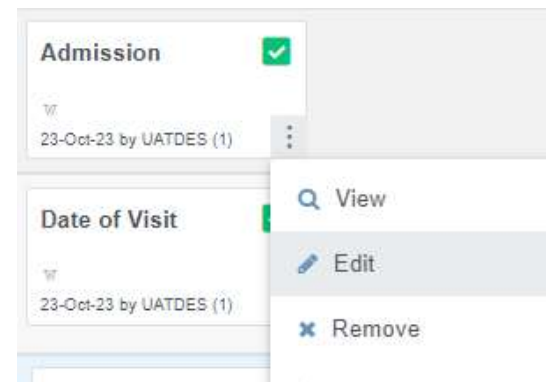 Admission
W
23-Oct-23 by UATDES (1)
View
Date of Visit
Edit
W
23-Oct-23 by UATDES (1)
Remove